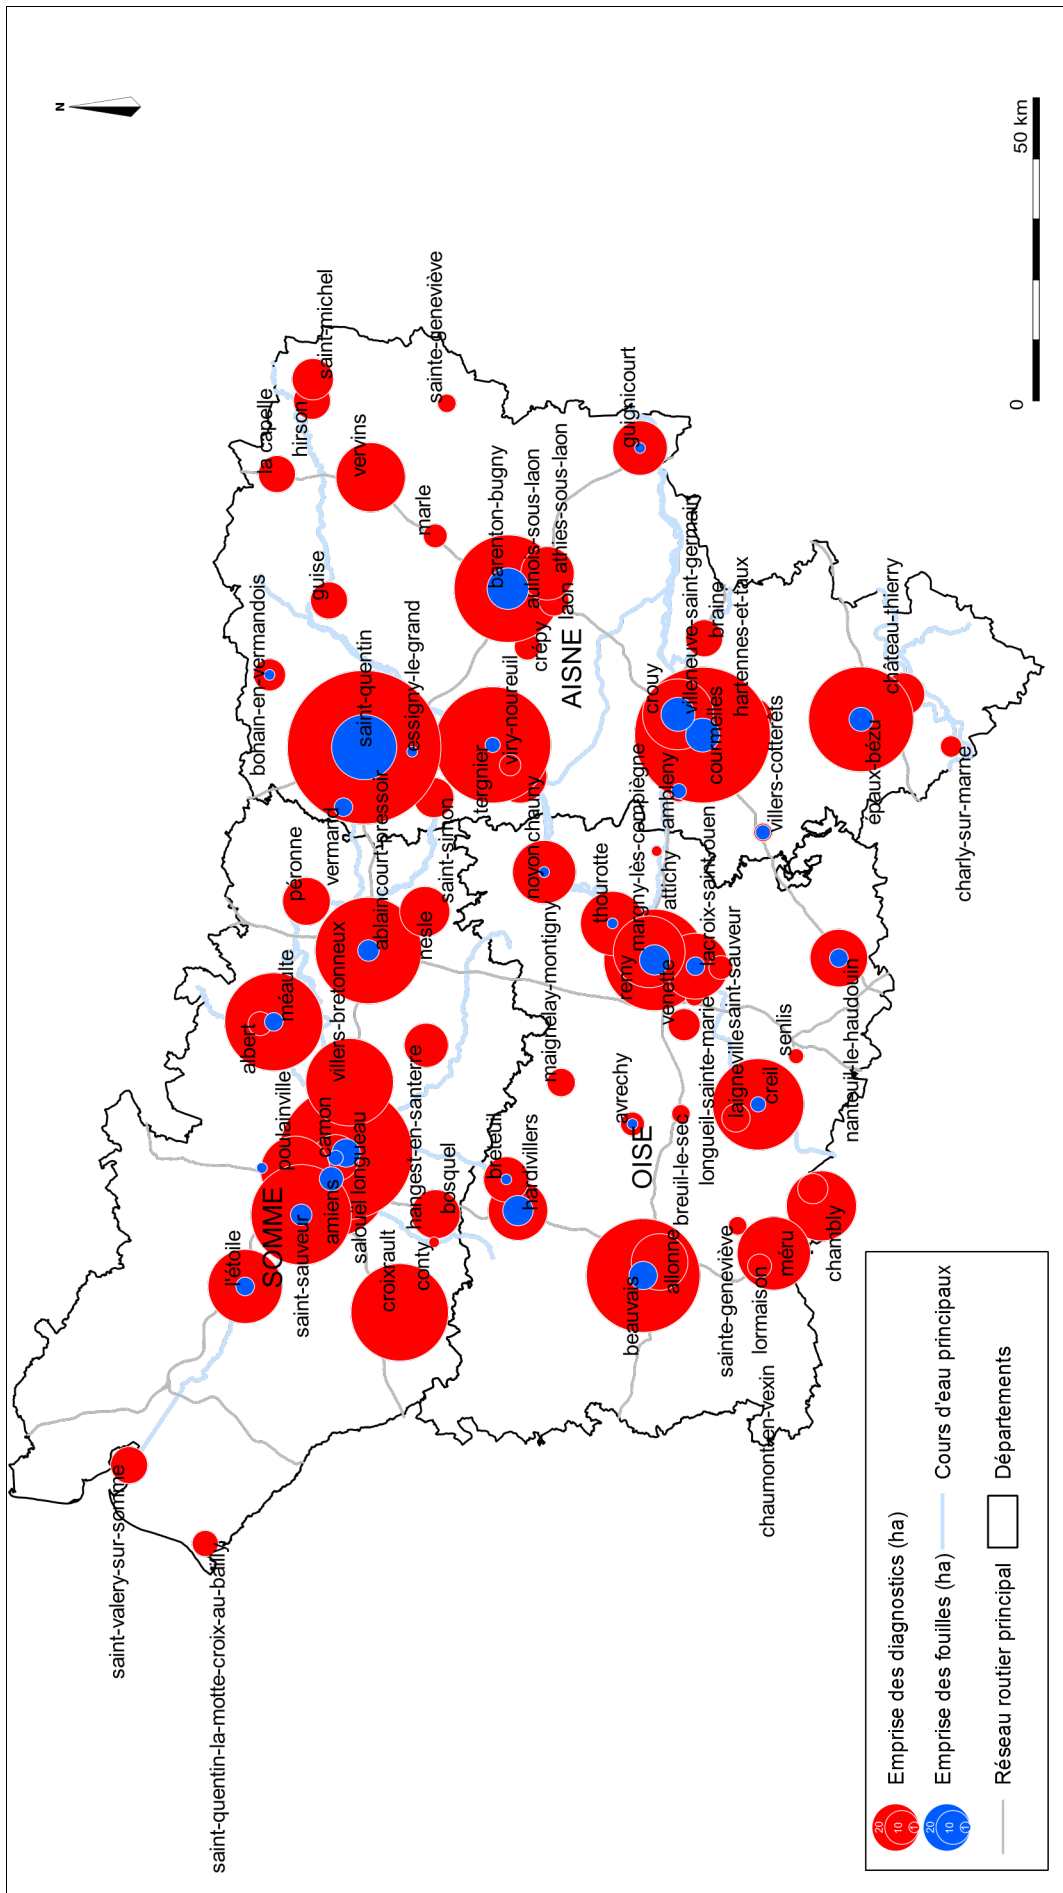 N
50 km
0
saint-valery-sur-somme
saint-quentin-la-motte-croix-au-bailly
SOMME
l'étoile
saint-sauveur
amiens
salouël
longueau
camon
poulainville
albert
méaulte
villers-bretonneux
hangest-en-santerre
bosquel
conty
croixrault
péronne
vermand
ablaincourt-pressoir
nesle
saint-simon
bohain-en-vermandois
saint-quentin
essigny-le-grand
guise
la capelle
hirson
saint-michel
vervins
marle
sainte-geneviève
barenton-bugny
aulnois-sous-laon
athies-sous-laon
laon
crépy
AISNE
viry-noureuil
tergnier
chauny
noyon
guignicourt
crouy
villeneuve-saint-germain
braine
hartennes-et-taux
courmelles
ambleny
villers-cotterêts
château-thierry
épaux-bézu
charly-sur-marne
OISE
breteuil
hardivillers
maignelay-montigny
avrechy
thourotte
margny-lès-compiègne
attichy
remy
venette
lacroix-saint-ouen
saint-sauveur
longueil-sainte-marie
breuil-le-sec
laigneville
creil
senlis
nanteuil-le-haudouin
beauvais
allonne
sainte-geneviève
lormaison
méru
chambly
chaumont-en-vexin
20
10
1
Emprise des diagnostics (ha)
20
10
1
Emprise des fouilles (ha)
Cours d'eau principaux
Réseau routier principal
Départements